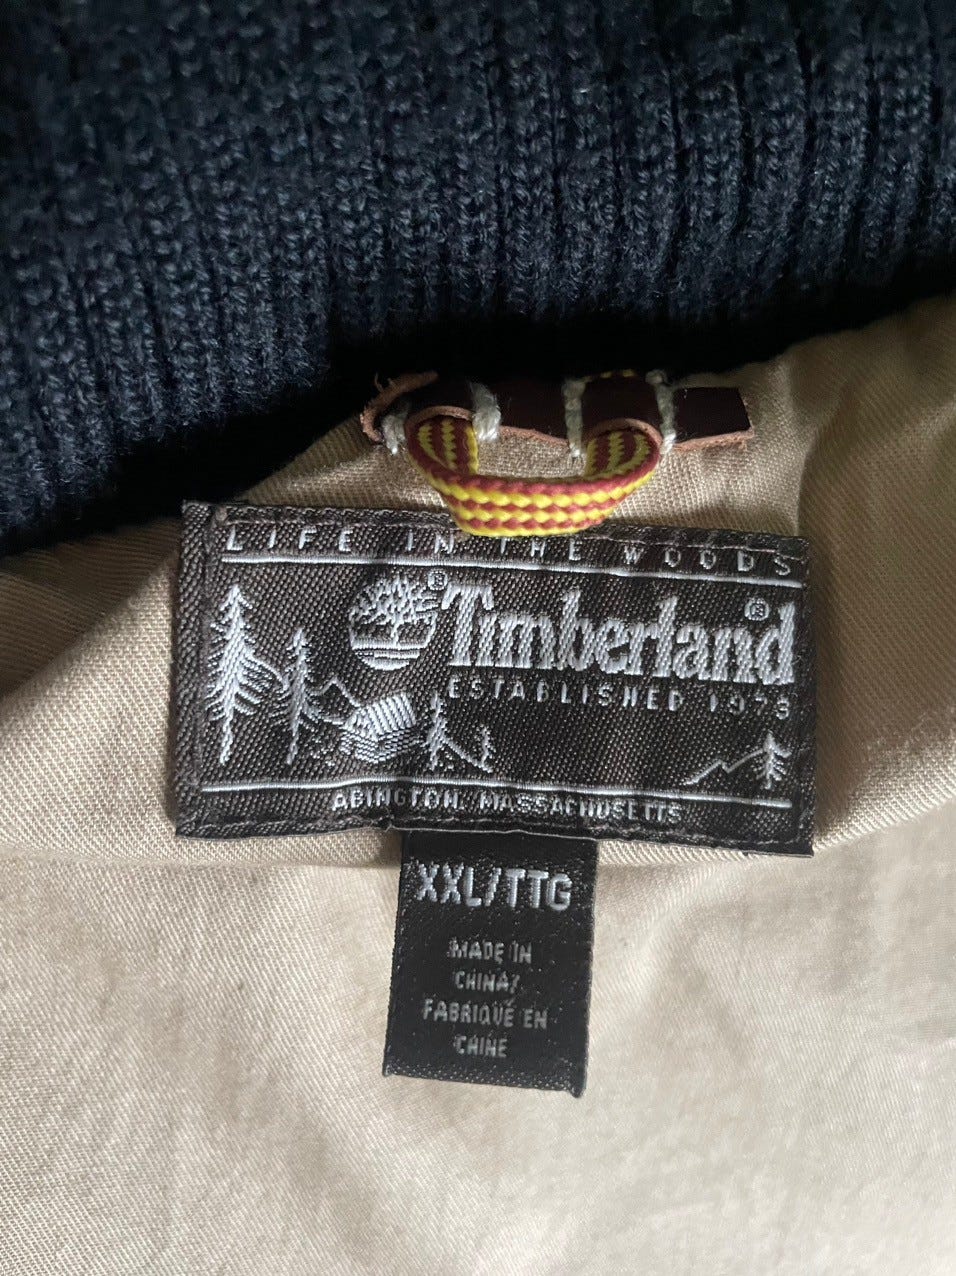 LIFE IN THE WOODS
Timberland®
ESTABLISHED 1973
ABINGTON, MASSACHUSETTS
XXL/TTG
MADE IN
CHINA/
FABRIQUÉ EN
CHINE